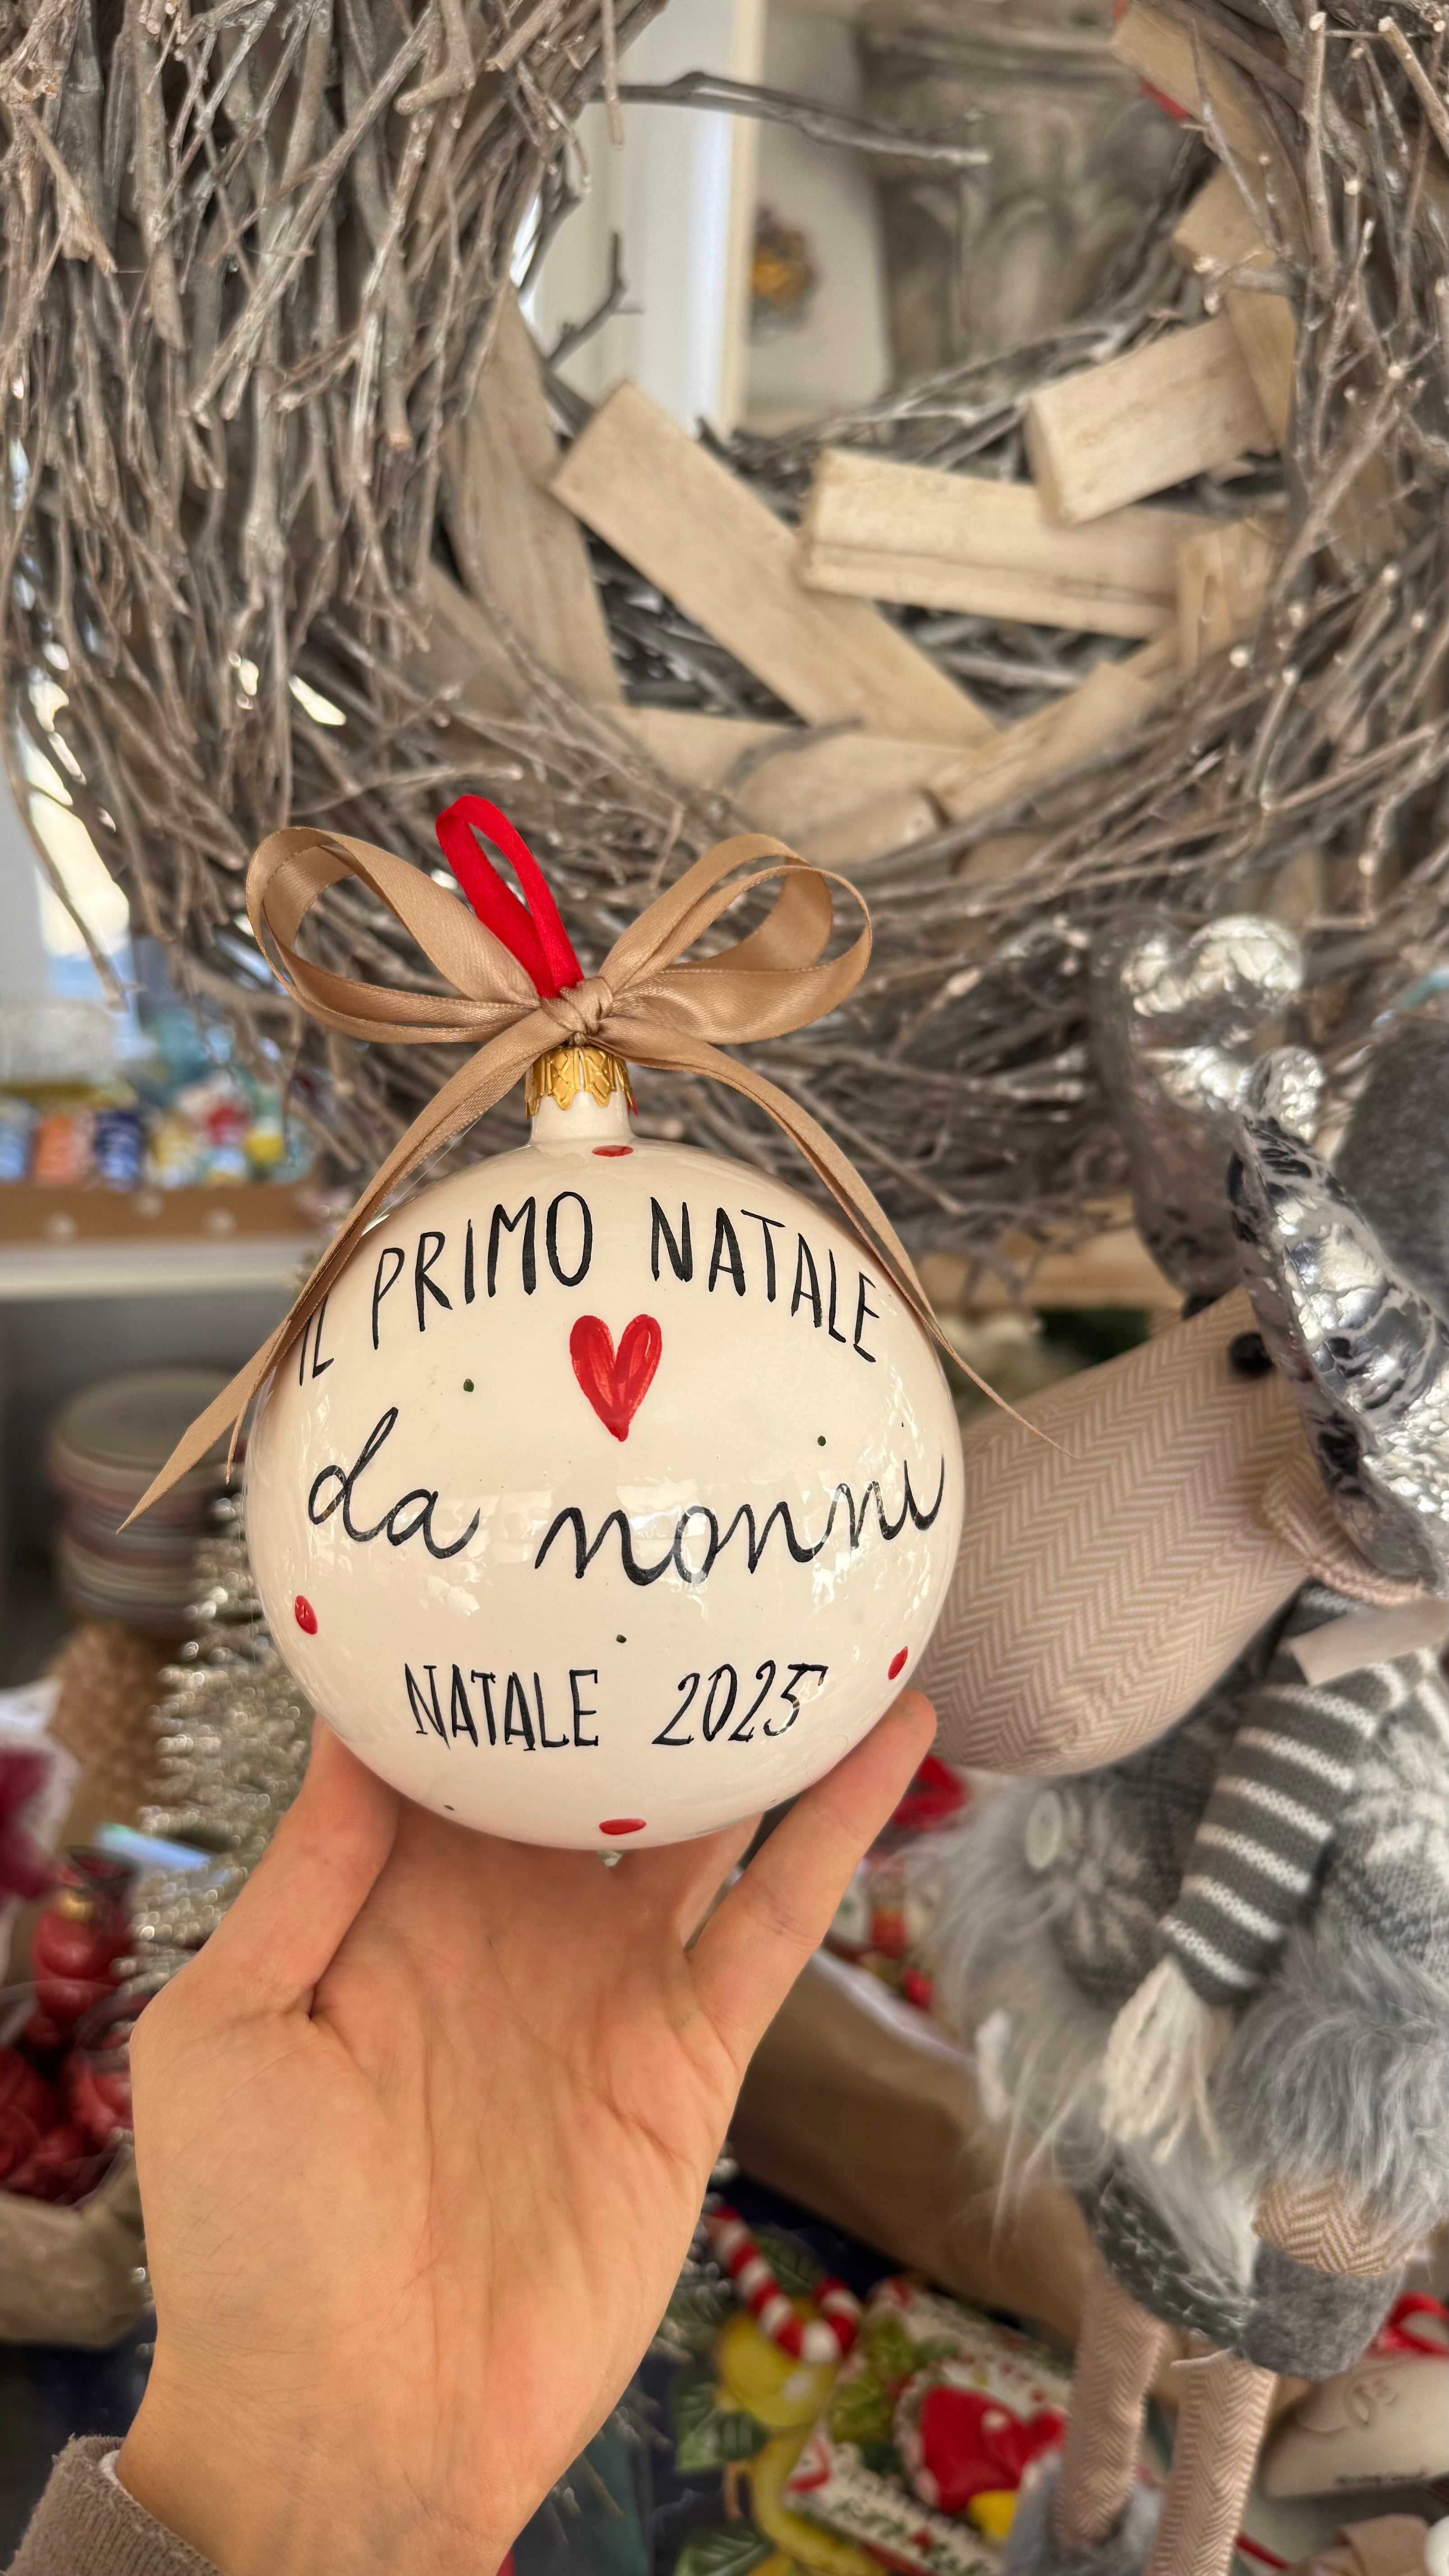 IL PRIMO NATALE
da nonni
NATALE 2025